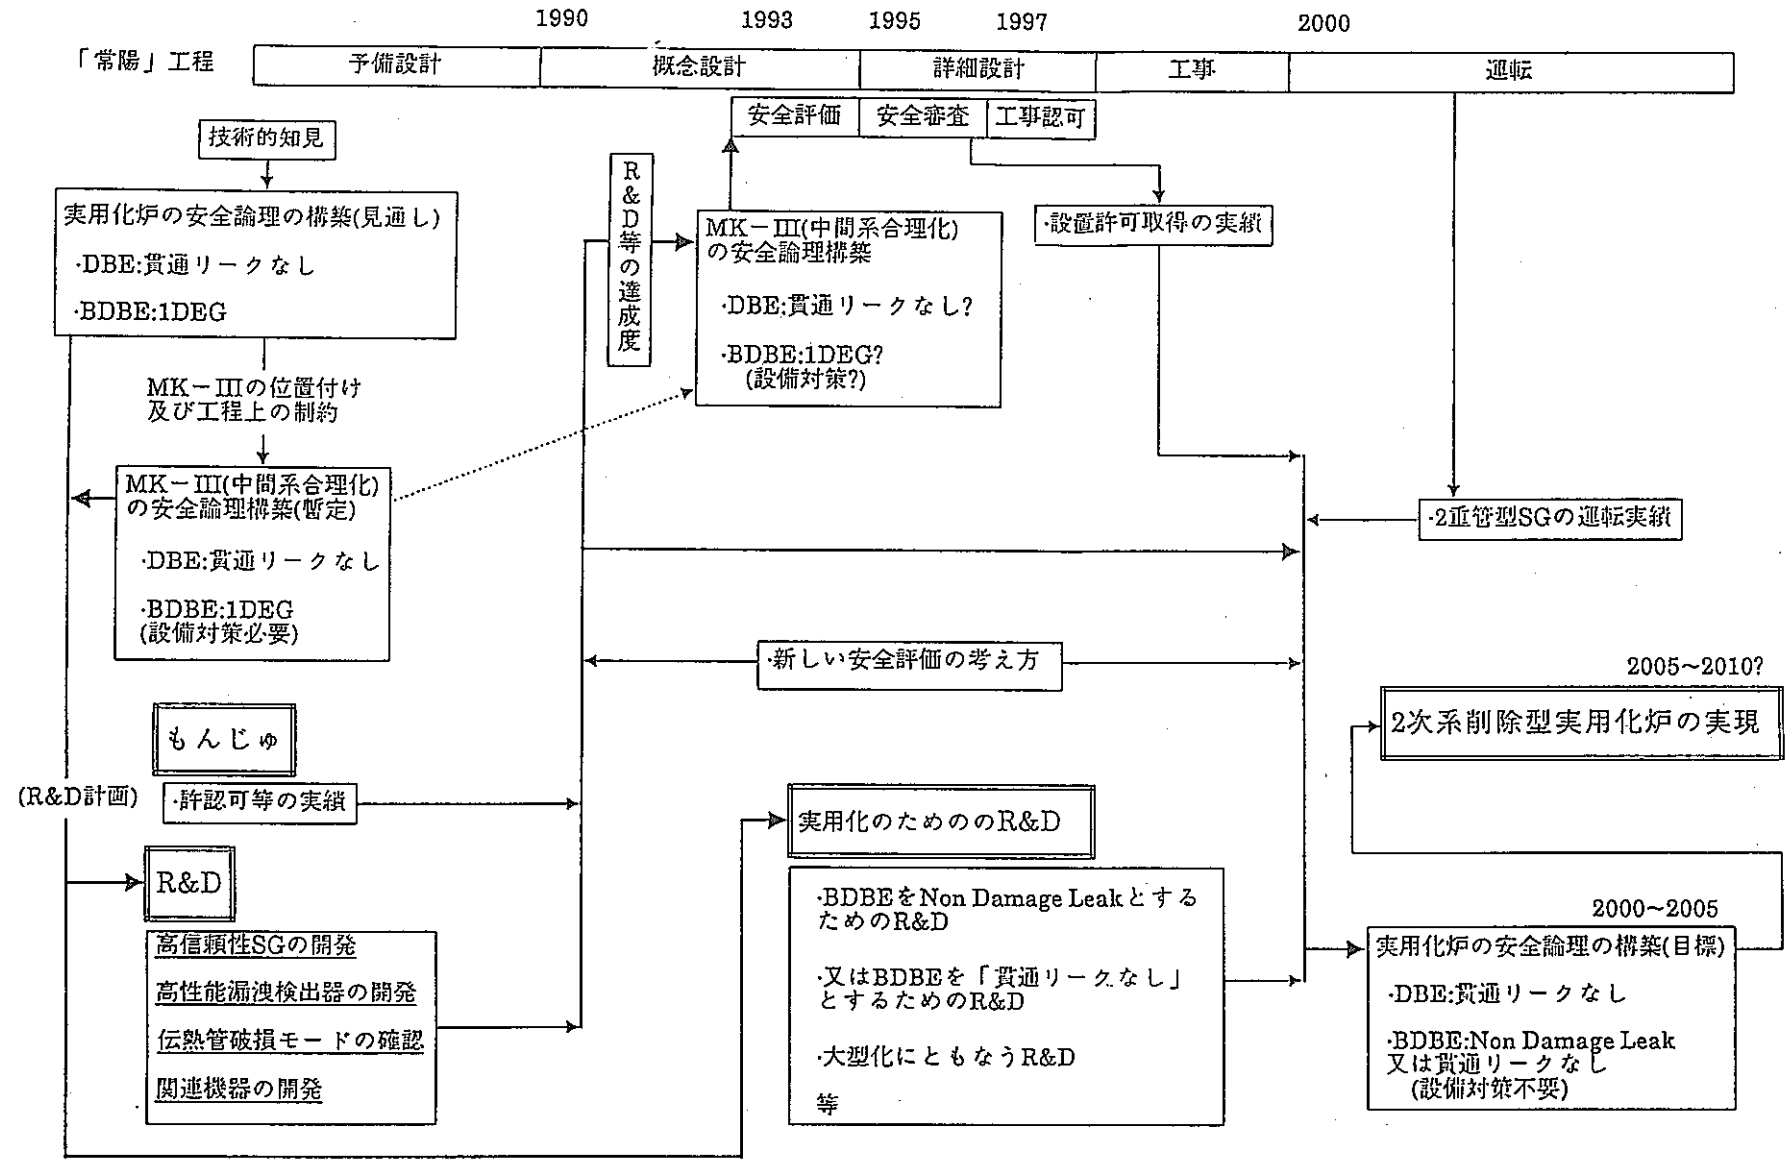 1990 1993 1995 1997 2000
「常陽」工程 予備設計 概念設計 詳細設計 工事 運転
安全評価 安全審査 工事認可
技術的知見
実用化炉の安全論理の構築(見通し)
·DBE:貫通リークなし
·BDBE:1DEG
MK-IIIの位置付け
及び工程上の制約
MK-III(中間系合理化)
の安全論理構築(暫定)
·DBE:貫通リークなし
·BDBE:1DEG
(設備対策必要)
R&D等の達成度
MK-III(中間系合理化)
の安全論理構築
·DBE:貫通リークなし?
·BDBE:1DEG?
(設備対策?)
·設置許可取得の実績
·2重管型SGの運転実績
·新しい安全評価の考え方
2005~2010?
2次系削除型実用化炉の実現
もんじゅ
·許認可等の実績
(R&D計画)
R&D
高信頼性SGの開発
高性能漏洩検出器の開発
伝熱管破損モードの確認
関連機器の開発
実用化のためののR&D
·BDBEをNon Damage Leakとする
ためのR&D
·又はBDBEを「貫通リークなし」
とするためのR&D
·大型化にともなうR&D
等
2000~2005
実用化炉の安全論理の構築(目標)
·DBE:貫通リークなし
·BDBE:Non Damage Leak
又は貫通リークなし
(設備対策不要)